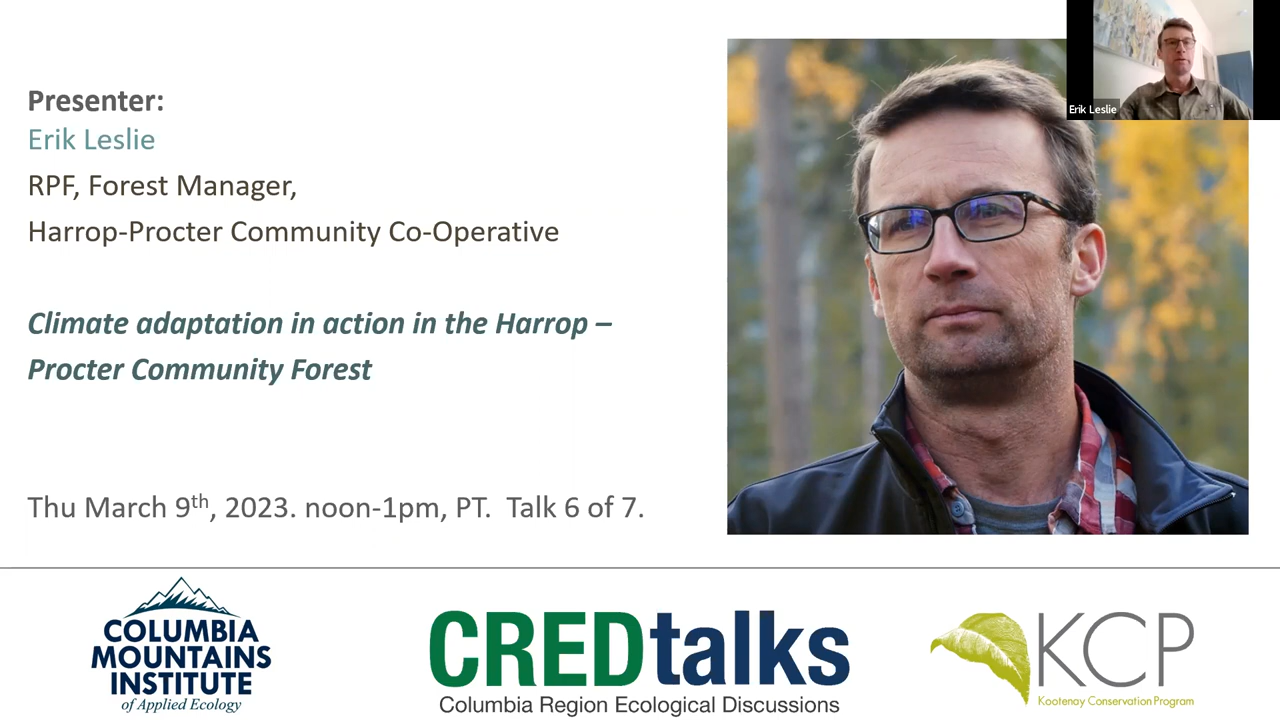 Presenter:
Erik Leslie
RPF, Forest Manager,
Harrop-Procter Community Co-Operative
Climate adaptation in action in the Harrop –
Procter Community Forest
Thu March 9th, 2023. noon-1pm, PT.  Talk 6 of 7.
Erik Leslie
COLUMBIA
MOUNTAINS
INSTITUTE
of Applied Ecology
CREDtalks
Columbia Region Ecological Discussions
KCP
Kootenay Conservation Program